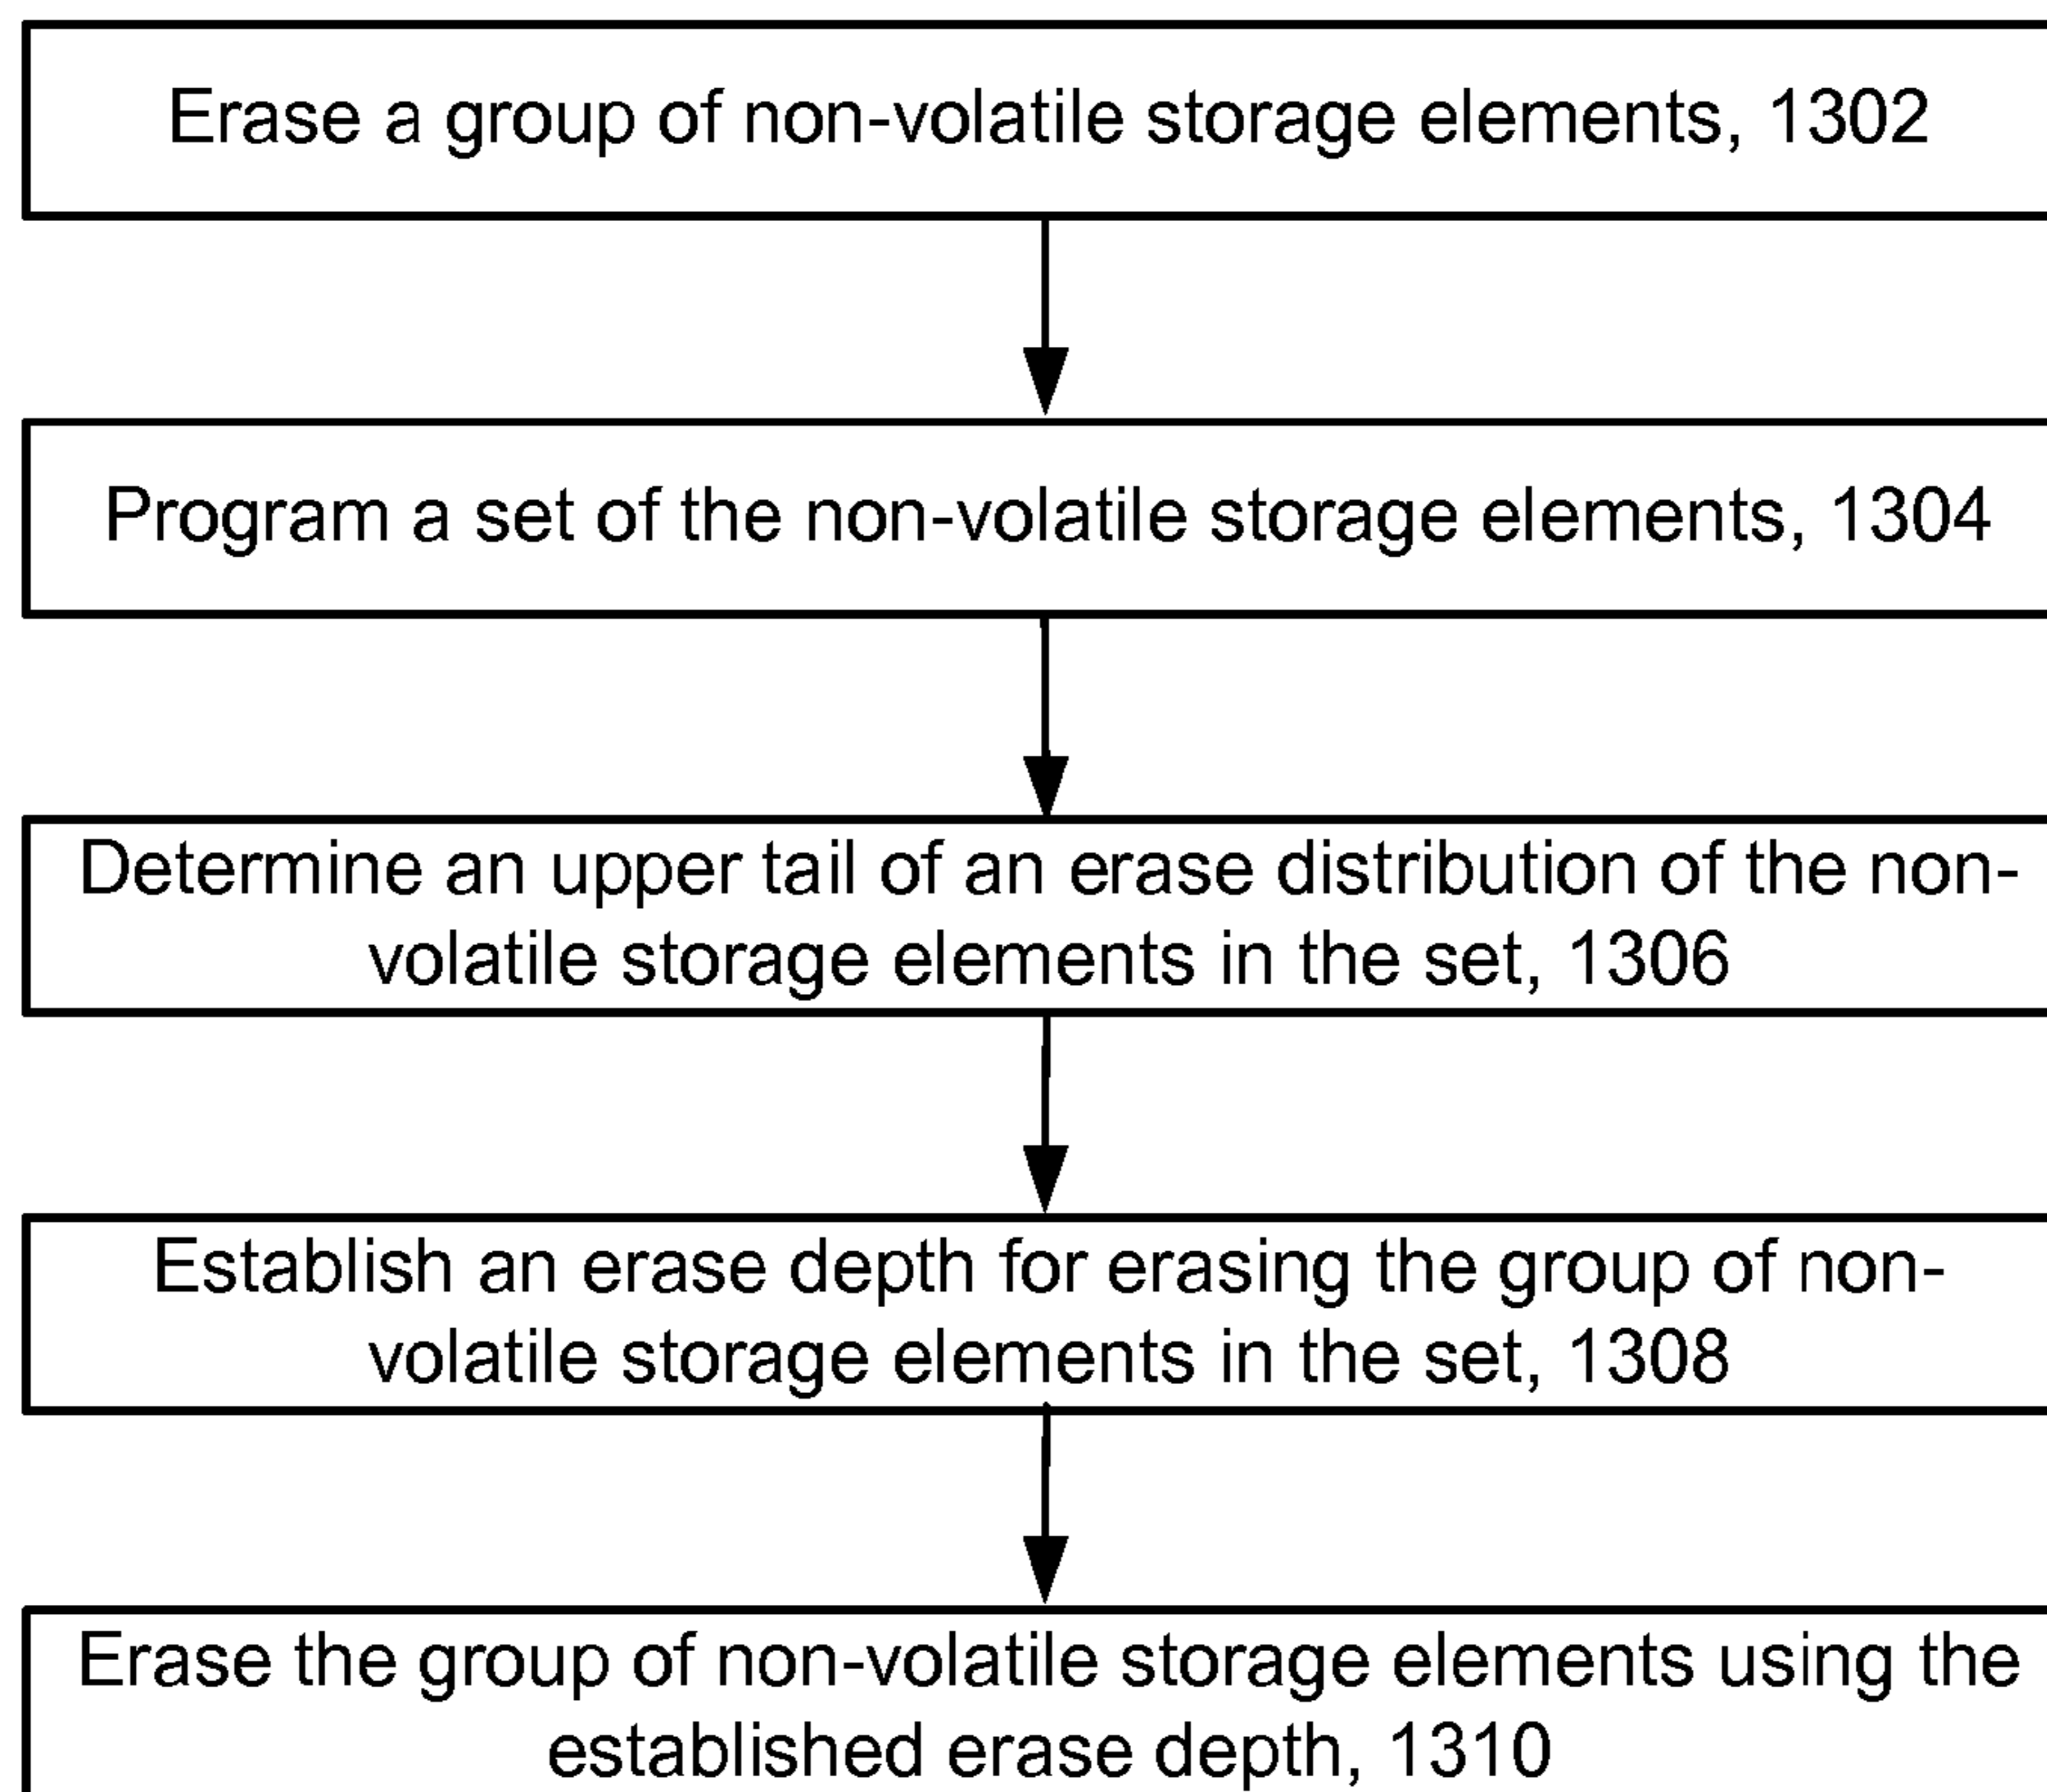 Erase a group of non-volatile storage elements, 1302
Program a set of the non-volatile storage elements, 1304
Determine an upper tail of an erase distribution of the non-
volatile storage elements in the set, 1306
Establish an erase depth for erasing the group of non-
volatile storage elements in the set, 1308
Erase the group of non-volatile storage elements using the
established erase depth, 1310